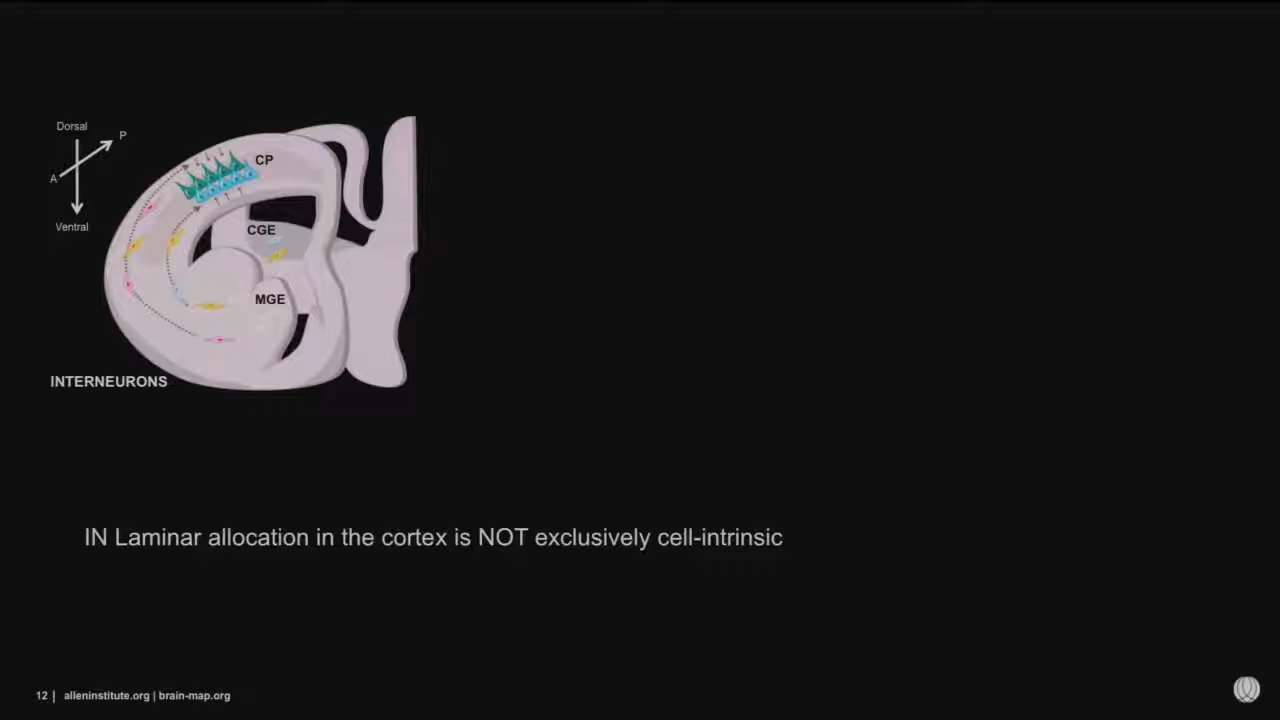 Dorsal
P
A
Ventral
CP
CGE
MGE
INTERNEURONS
IN Laminar allocation in the cortex is NOT exclusively cell-intrinsic
12 | alleninstitute.org | brain-map.org